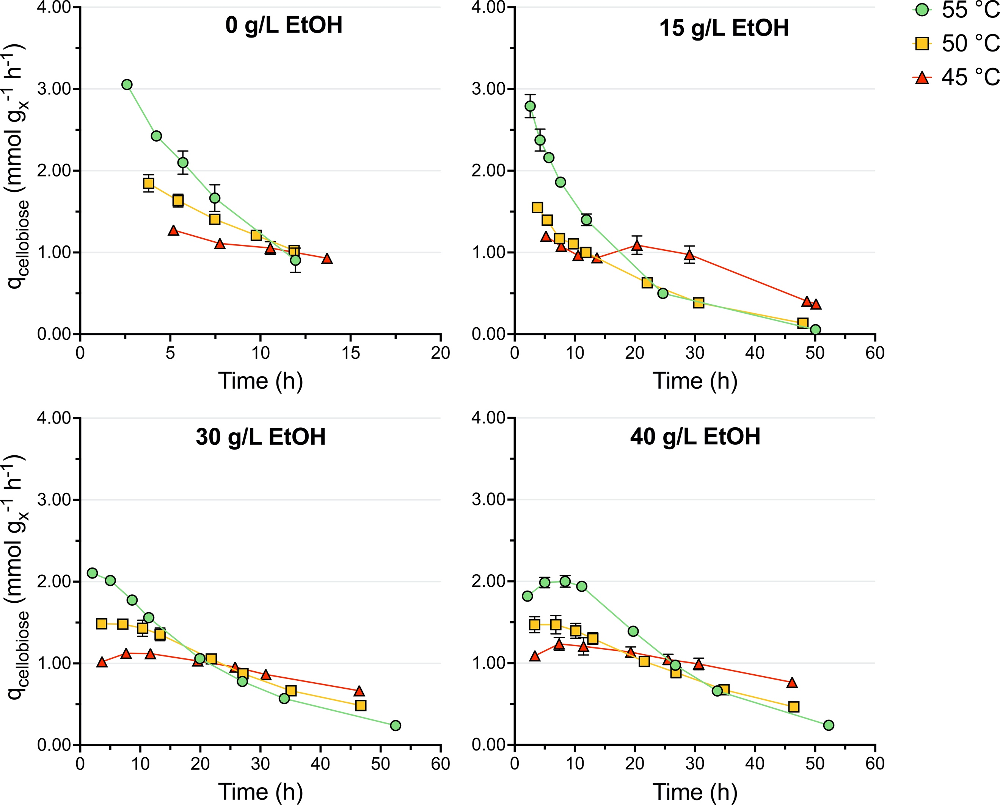 0 g/L EtOH
15 g/L EtOH
55 °C
50 °C
45 °C
4.00
3.00
2.00
1.00
0.00
qcellobiose (mmol gx-1 h-1)
0 5 10 15 20
Time (h)
4.00
3.00
2.00
1.00
0.00
0 10 20 30 40 50 60
Time (h)
30 g/L EtOH
4.00
3.00
2.00
1.00
0.00
qcellobiose (mmol gx-1 h-1)
0 10 20 30 40 50 60
Time (h)
40 g/L EtOH
4.00
3.00
2.00
1.00
0.00
0 10 20 30 40 50 60
Time (h)